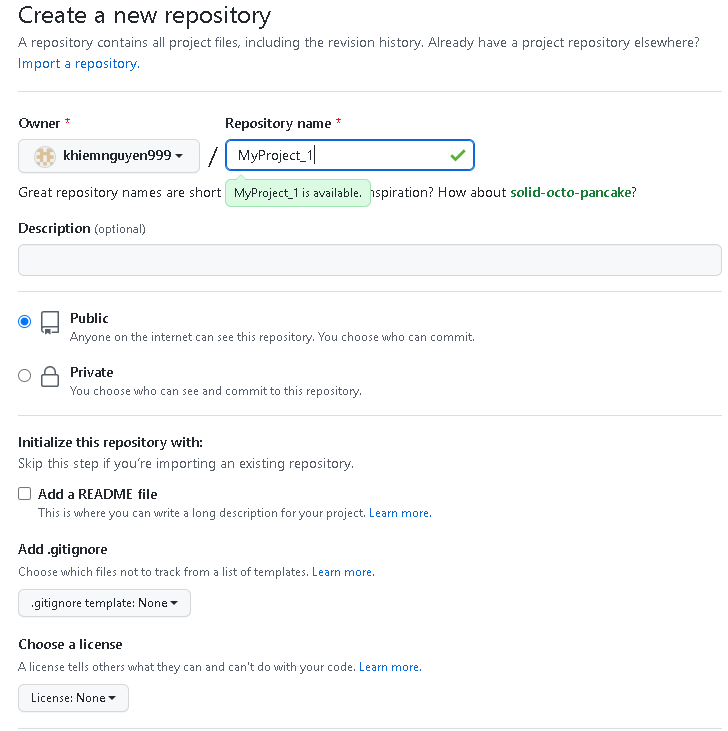 Create a new repository
A repository contains all project files, including the revision history. Already have a project repository elsewhere?
Import a repository.
Owner * Repository name *
khiemnguyen999 / MyProject_1
Great repository names are short MyProject_1 is available. How about solid-octo-pancake?
Description (optional)
Public
Anyone on the internet can see this repository. You choose who can commit.
Private
You choose who can see and commit to this repository.
Initialize this repository with:
Skip this step if you're importing an existing repository.
Add a README file
This is where you can write a long description for your project. Learn more.
Add .gitignore
Choose which files not to track from a list of templates. Learn more.
.gitignore template: None
Choose a license
A license tells others what they can and can't do with your code. Learn more.
License: None